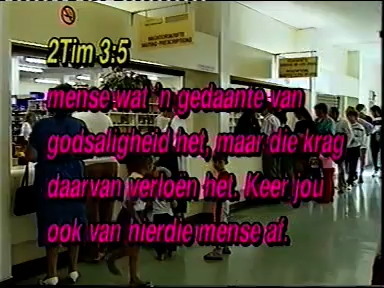 2Tim 3:5
mense wat 'n gedaante van
godsaligheid het, maar die krag
daarvan verloën het. Keer jou
ook van hierdie mense af.